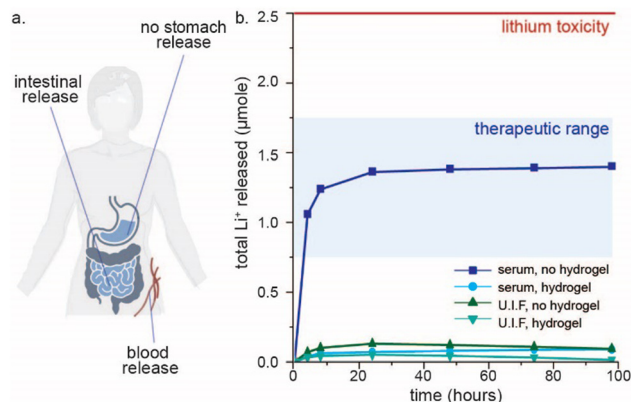 a.
no stomach
release
intestinal
release
blood
release
b.
total Li⁺ released (µmole)
2.5
2.0
1.5
1.0
0.5
0.0
lithium toxicity
therapeutic range
serum, no hydrogel
serum, hydrogel
U.I.F, no hydrogel
U.I.F, hydrogel
0
20
40
60
80
100
time (hours)